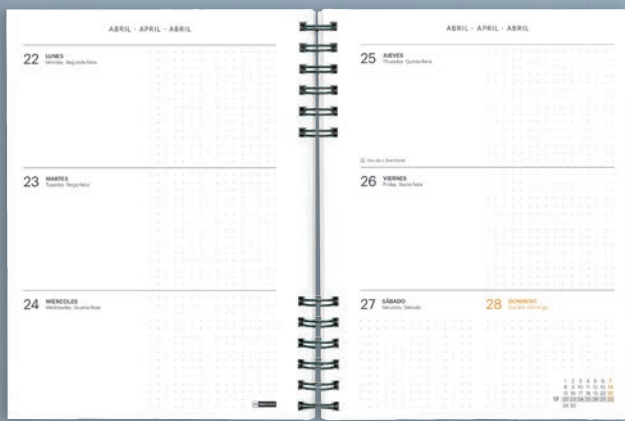 ABRIL - APRIL - ABRIL
22 LUNES
Monday Segunda-feira
23 MARTES
Tuesday Terça-feira
24 MIÉRCOLES
Wednesday Quarta-feira
ABRIL - APRIL - ABRIL
25 JUEVES
Thursday Quinta-feira
Dia da Liberdade
26 VIERNES
Friday Sexta-feira
27 SÁBADO
Saturday Sábado
28 DOMINGO
Sunday Domingo
1 2 3 4 5 6 7
8 9 10 11 12 13 14
15 16 17 18 19 20 21
17 22 23 24 25 26 27 28
29 30